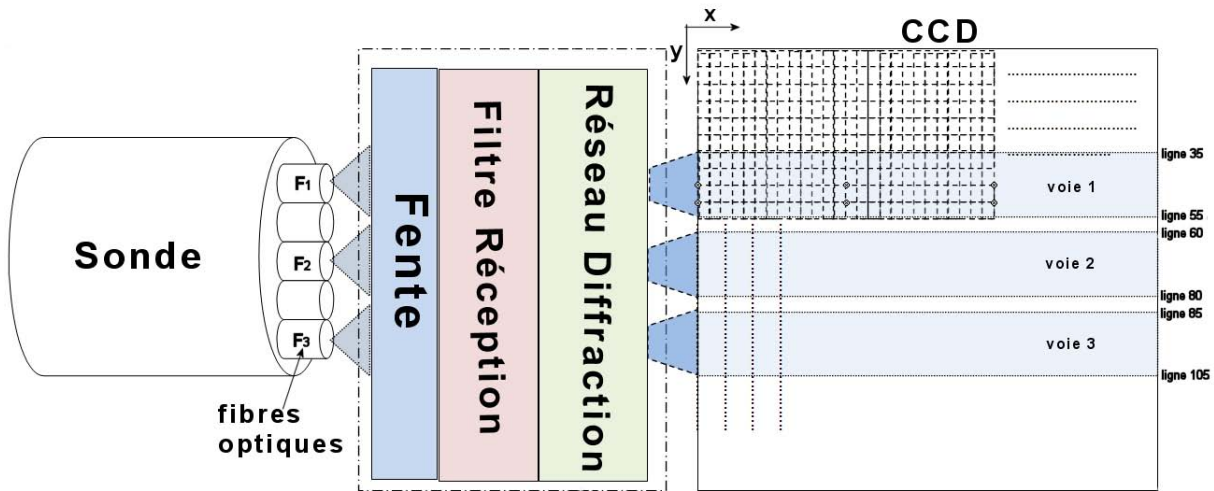 x
y
CCD
Sonde
F1
F2
F3
fibres
optiques
Fente
Filtre Réception
Réseau Diffraction
ligne 35
voie 1
ligne 55
ligne 60
voie 2
ligne 80
ligne 85
voie 3
ligne 105